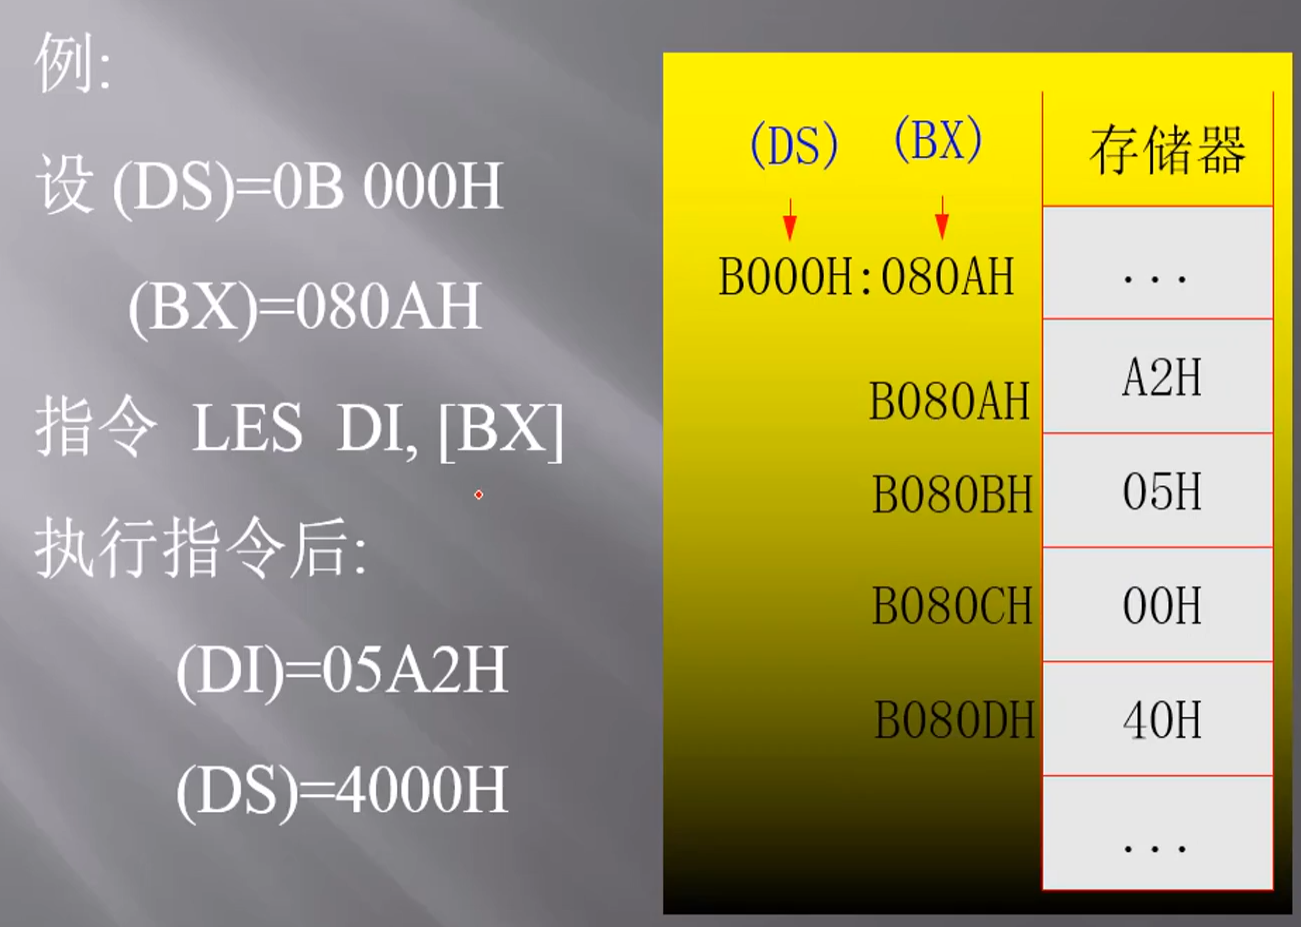 例:
设 (DS)=0B 000H
(BX)=080AH
指令 LES DI, [BX]
执行指令后:
(DI)=05A2H
(DS)=4000H
(DS) (BX)
B000H:080AH
B080AH
B080BH
B080CH
B080DH
存储器
...
A2H
05H
00H
40H
...